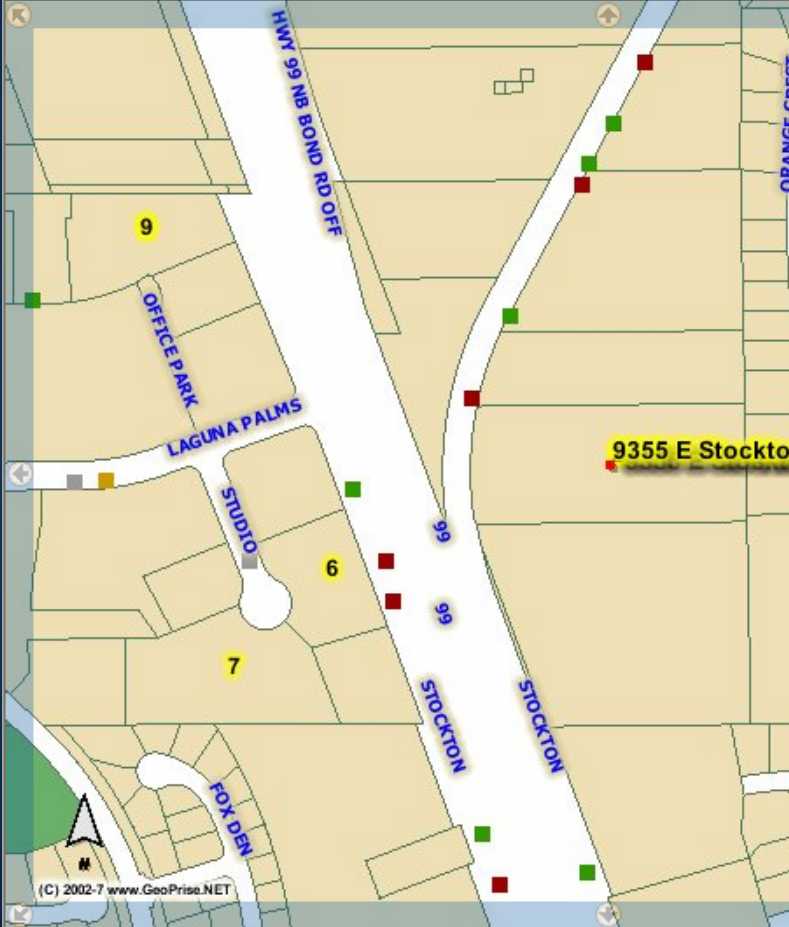 HWY 99 NB BOND RD OFF
ORANGE CREST
9
OFFICE PARK
LAGUNA PALMS
9355 E Stockto
STUDIO
99
6
99
7
STOCKTON
STOCKTON
FOX DEN
(C) 2002-7 www.GeoPrise.NET